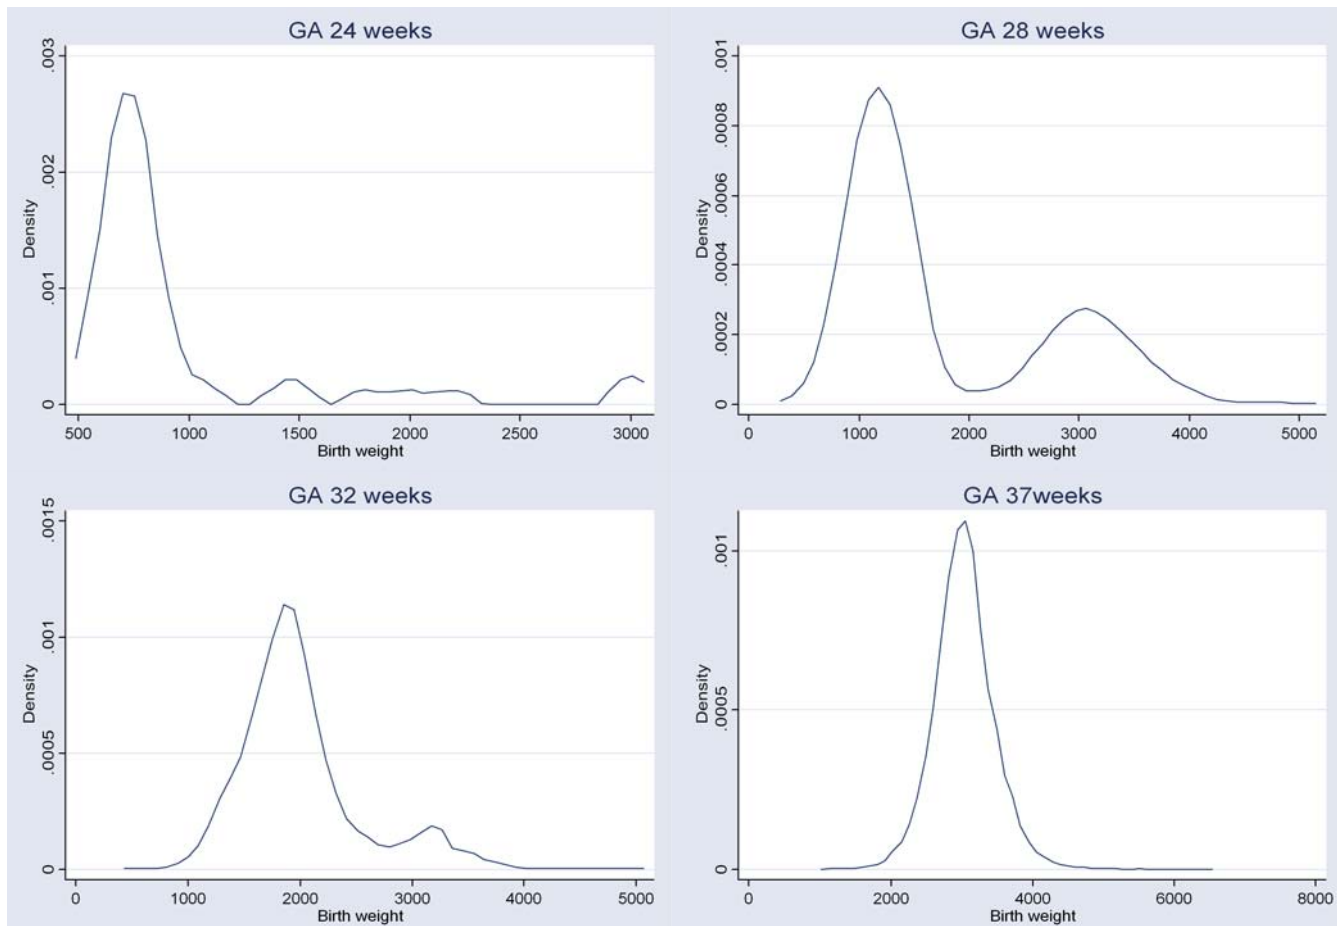 GA 24 weeks
.003
.002
.001
0
Density
500 1000 1500 2000 2500 3000
Birth weight
GA 28 weeks
.001
.0008
.0006
.0004
.0002
0
Density
0 1000 2000 3000 4000 5000
Birth weight
GA 32 weeks
.0015
.001
.0005
0
Density
0 1000 2000 3000 4000 5000
Birth weight
GA 37weeks
.001
.0005
0
Density
0 2000 4000 6000 8000
Birth weight